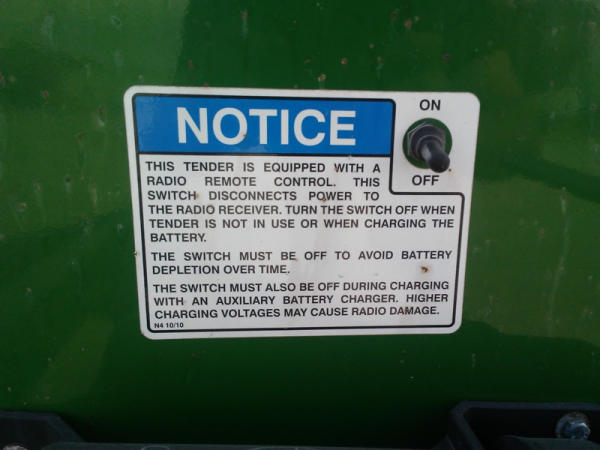 NOTICE
ON
OFF
THIS TENDER IS EQUIPPED WITH A
RADIO REMOTE CONTROL. THIS
SWITCH DISCONNECTS POWER TO
THE RADIO RECEIVER. TURN THE SWITCH OFF WHEN
TENDER IS NOT IN USE OR WHEN CHARGING THE
BATTERY.
THE SWITCH MUST BE OFF TO AVOID BATTERY
DEPLETION OVER TIME.
THE SWITCH MUST ALSO BE OFF DURING CHARGING
WITH AN AUXILIARY BATTERY CHARGER. HIGHER
CHARGING VOLTAGES MAY CAUSE RADIO DAMAGE.
N4 10/10